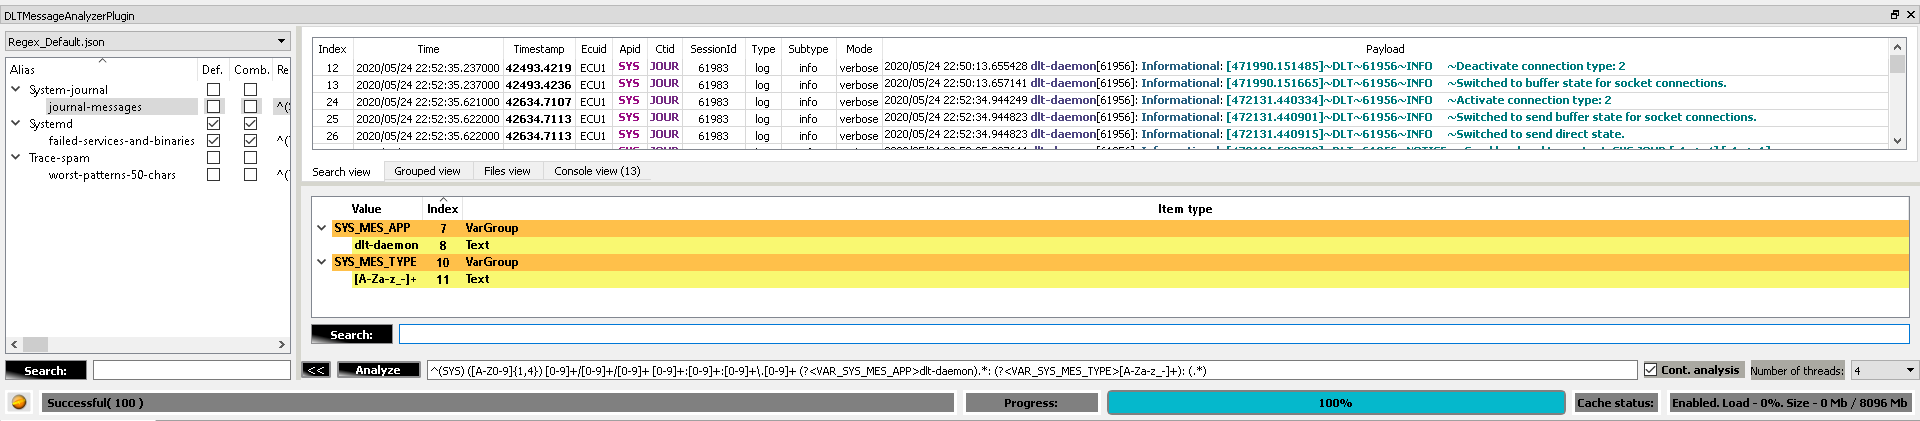 DLTMessageAnalyzerPlugin
Regex_Default.json
Alias Def. Comb. Re
System-journal
journal-messages ^(S
Systemd
failed-services-and-binaries ^(
Trace-spam
worst-patterns-50-chars ^(
Search:
Index Time Timestamp Ecuid Apid Ctid SessionId Type Subtype Mode Payload
12 2020/05/24 22:52:35.237000 42493.4219 ECU1 SYS JOUR 61983 log info verbose 2020/05/24 22:50:13.655428 dlt-daemon[61956]: Informational: [471990.151485]~DLT~61956~INFO ~Deactivate connection type: 2
13 2020/05/24 22:52:35.237000 42493.4236 ECU1 SYS JOUR 61983 log info verbose 2020/05/24 22:50:13.657141 dlt-daemon[61956]: Informational: [471990.151665]~DLT~61956~INFO ~Switched to buffer state for socket connections.
24 2020/05/24 22:52:35.621000 42634.7107 ECU1 SYS JOUR 61983 log info verbose 2020/05/24 22:52:34.944249 dlt-daemon[61956]: Informational: [472131.440334]~DLT~61956~INFO ~Activate connection type: 2
25 2020/05/24 22:52:35.622000 42634.7113 ECU1 SYS JOUR 61983 log info verbose 2020/05/24 22:52:34.944823 dlt-daemon[61956]: Informational: [472131.440901]~DLT~61956~INFO ~Switched to send buffer state for socket connections.
26 2020/05/24 22:52:35.622000 42634.7113 ECU1 SYS JOUR 61983 log info verbose 2020/05/24 22:52:34.944823 dlt-daemon[61956]: Informational: [472131.440915]~DLT~61956~INFO ~Switched to send direct state.
Search view Grouped view Files view Console view (13)
Value Index Item type
SYS_MES_APP 7 VarGroup
dlt-daemon 8 Text
SYS_MES_TYPE 10 VarGroup
[A-Za-z_-]+ 11 Text
Search:
<< Analyze ^(SYS) ([A-Z0-9]{1,4}) [0-9]+/[0-9]+/[0-9]+ [0-9]+:[0-9]+:[0-9]+\.[0-9]+ (?<VAR_SYS_MES_APP>dlt-daemon).*: (?<VAR_SYS_MES_TYPE>[A-Za-z_-]+): (.*) Cont. analysis Number of threads: 4
Successful( 100 ) Progress: 100% Cache status: Enabled. Load - 0%. Size - 0 Mb / 8096 Mb